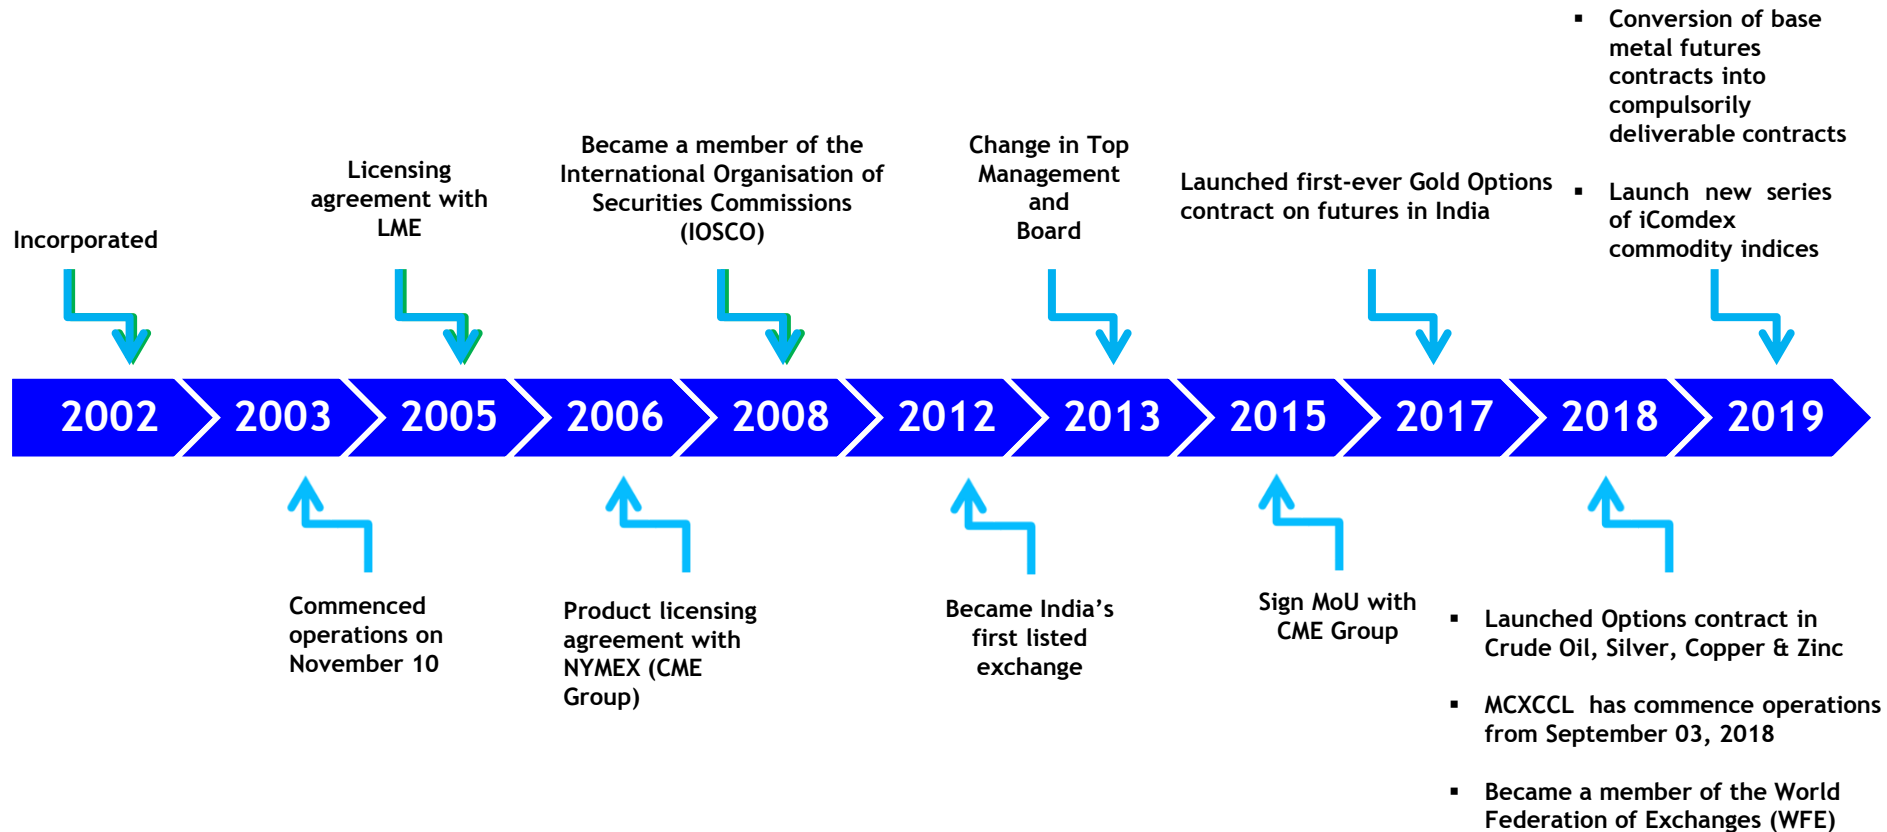 Incorporated
Licensing
agreement with
LME
Became a member of the
International Organisation of
Securities Commissions
(IOSCO)
Change in Top
Management
and
Board
Launched first-ever Gold Options
contract on futures in India
▪ Conversion of base
metal futures
contracts into
compulsorily
deliverable contracts
▪ Launch new series
of iComdex
commodity indices
2002
2003
2005
2006
2008
2012
2013
2015
2017
2018
2019
Commenced
operations on
November 10
Product licensing
agreement with
NYMEX (CME
Group)
Became India’s
first listed
exchange
Sign MoU with
CME Group
▪ Launched Options contract in
Crude Oil, Silver, Copper & Zinc
▪ MCXCCL has commence operations
from September 03, 2018
▪ Became a member of the World
Federation of Exchanges (WFE)